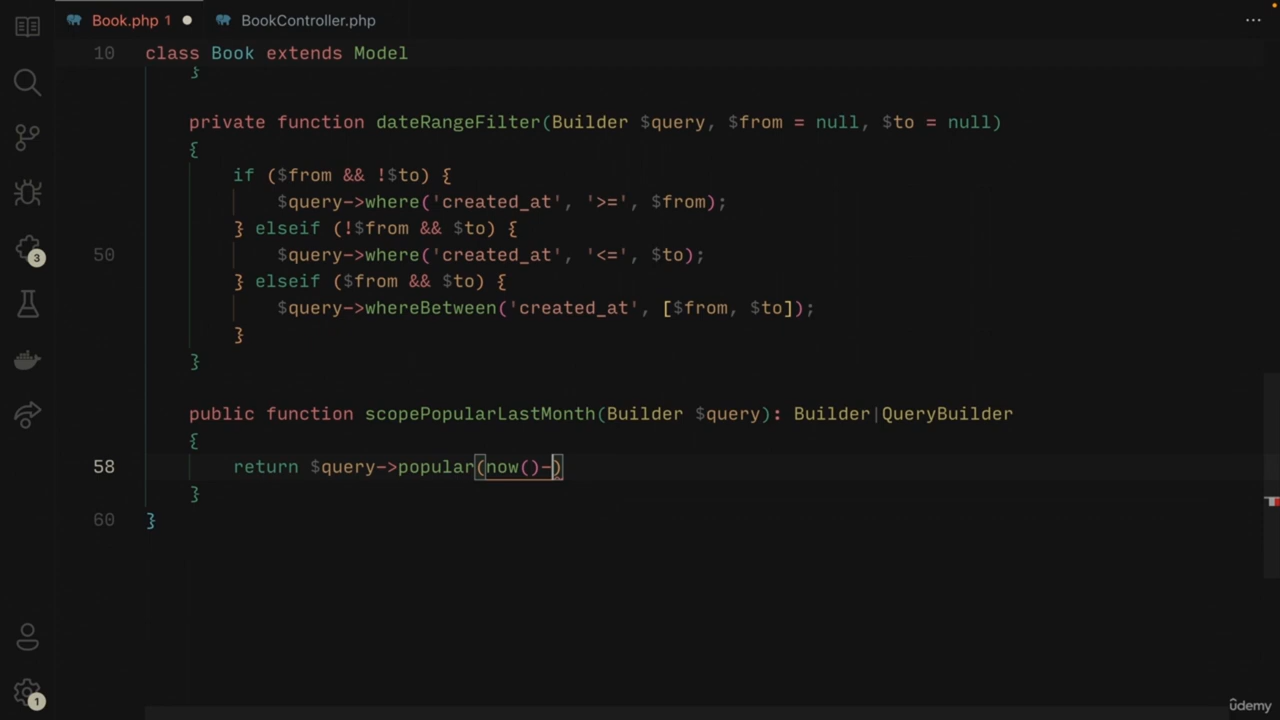 Book.php 1
BookController.php
10 class Book extends Model
}
private function dateRangeFilter(Builder $query, $from = null, $to = null)
{
if ($from && !$to) {
$query->where('created_at', '>=', $from);
} elseif (!$from && $to) {
50 $query->where('created_at', '<=', $to);
} elseif ($from && $to) {
$query->whereBetween('created_at', [$from, $to]);
}
}
public function scopePopularLastMonth(Builder $query): Builder|QueryBuilder
{
58 return $query->popular(now()-)
}
60 }
3
1
ûdemy